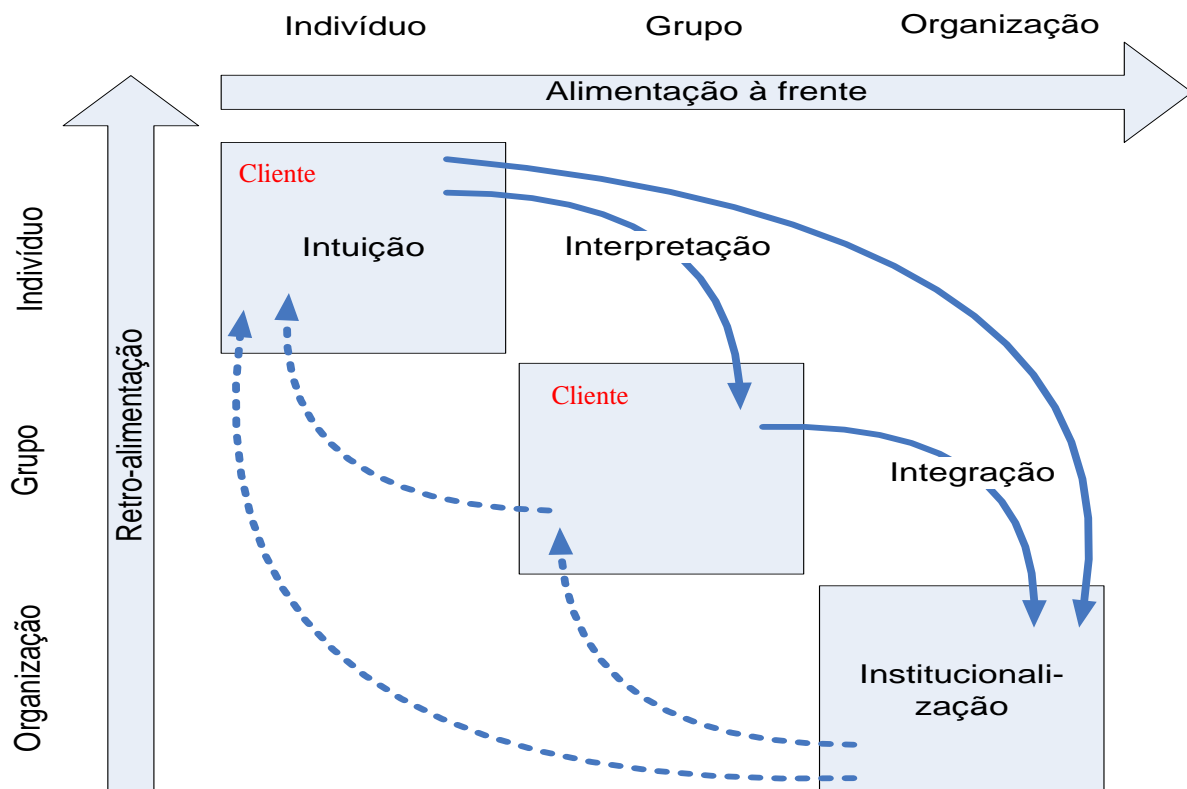 Indivíduo
Grupo
Organização
Alimentação à frente
Cliente
Intuição
Interpretação
Indivíduo
Retro-alimentação
Cliente
Grupo
Integração
Organização
Institucionali-
zação